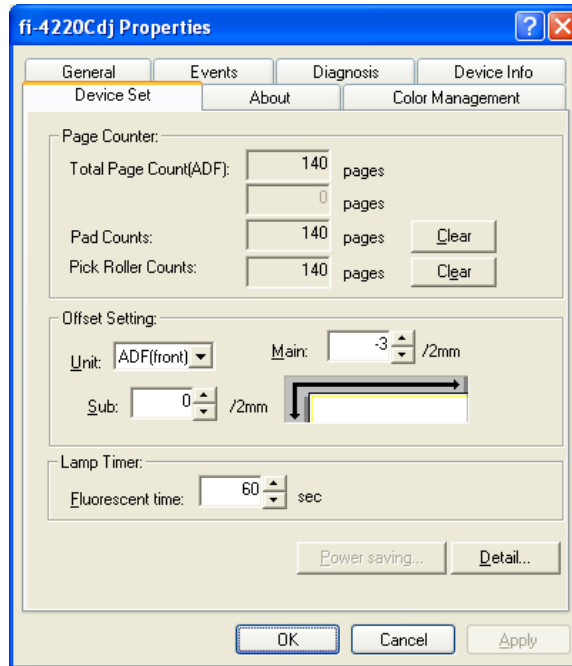 fi-4220Cdj Properties
General Events Diagnosis Device Info
Device Set About Color Management
Page Counter:
Total Page Count(ADF): 140 pages
0 pages
Pad Counts: 140 pages Clear
Pick Roller Counts: 140 pages Clear
Offset Setting:
Unit: ADF(front) Main: -3 /2mm
Sub: 0 /2mm
Lamp Timer:
Fluorescent time: 60 sec
Power saving... Detail...
OK Cancel Apply